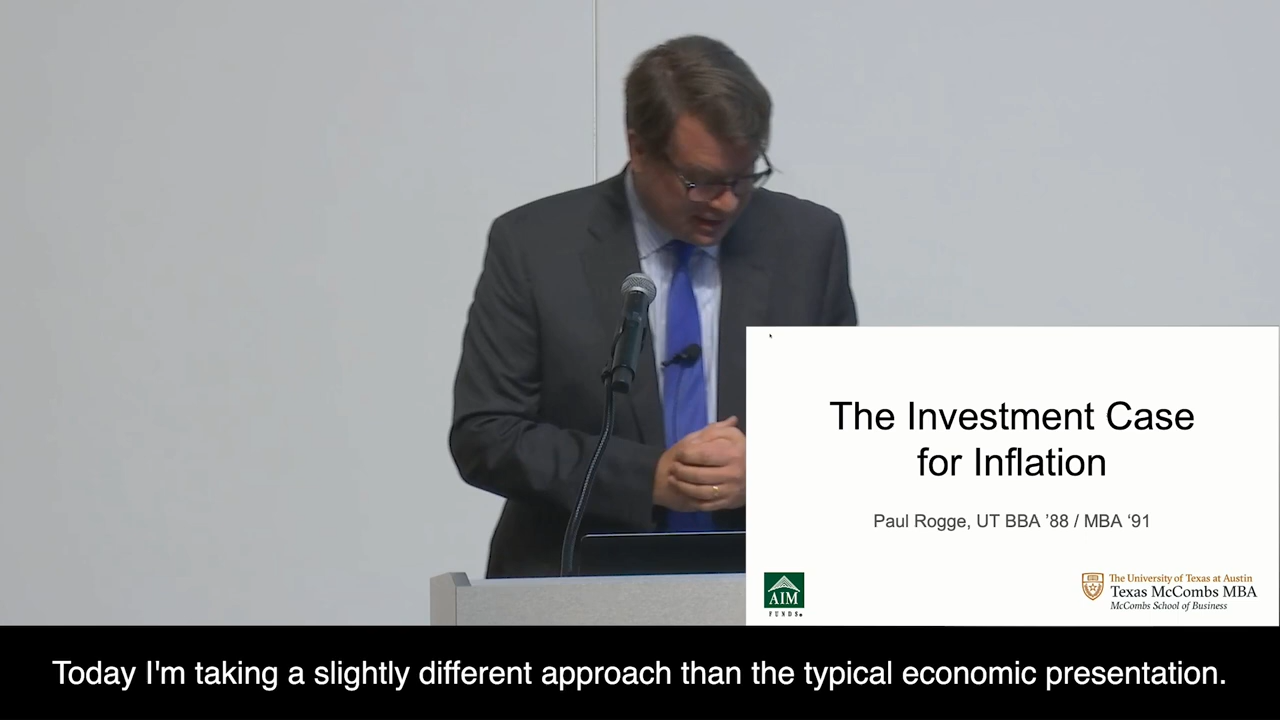 The Investment Case
for Inflation
Paul Rogge, UT BBA ’88 / MBA ‘91
AIM
FUNDS®
The University of Texas at Austin
Texas McCombs MBA
McCombs School of Business
Today I'm taking a slightly different approach than the typical economic presentation.